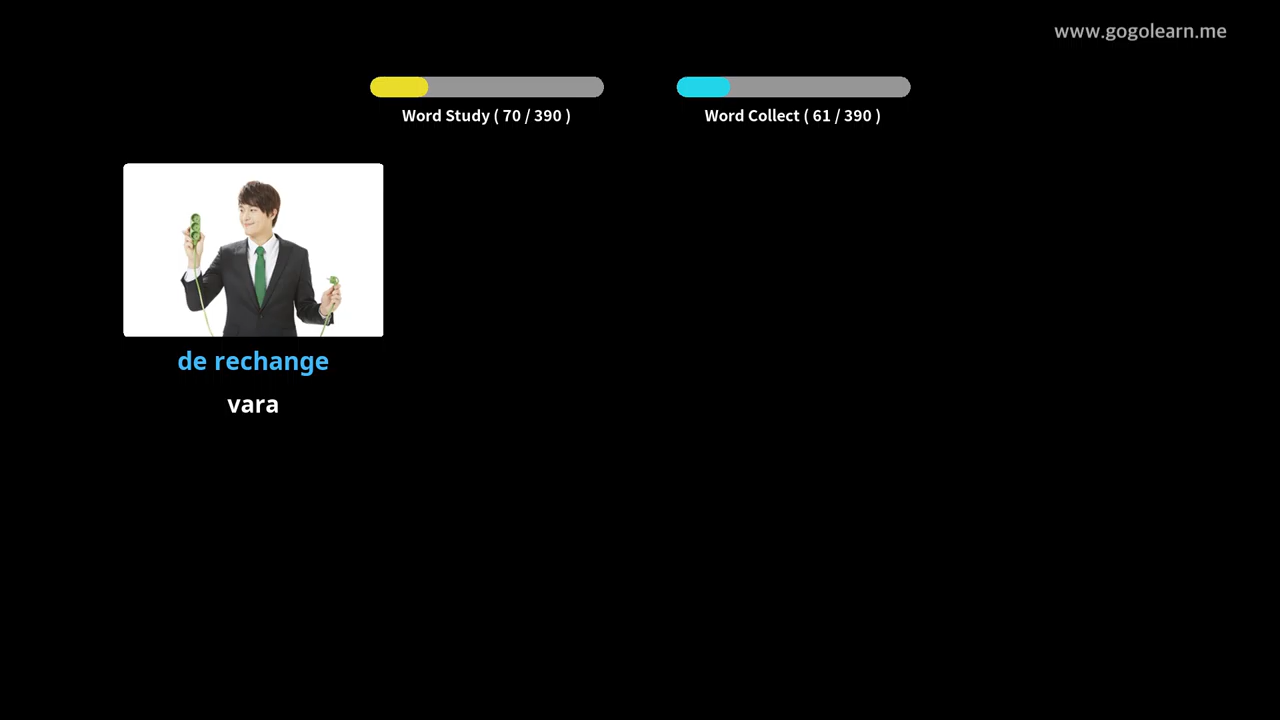 www.gogolearn.me
Word Study ( 70 / 390 )
Word Collect ( 61 / 390 )
de rechange
vara